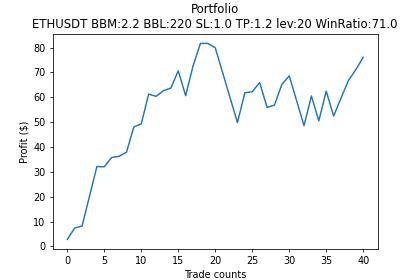 Portfolio
ETHUSDT BBM:2.2 BBL:220 SL:1.0 TP:1.2 lev:20 WinRatio:71.0
80
70
60
50
40
30
20
10
0
Profit ($)
0 5 10 15 20 25 30 35 40
Trade counts